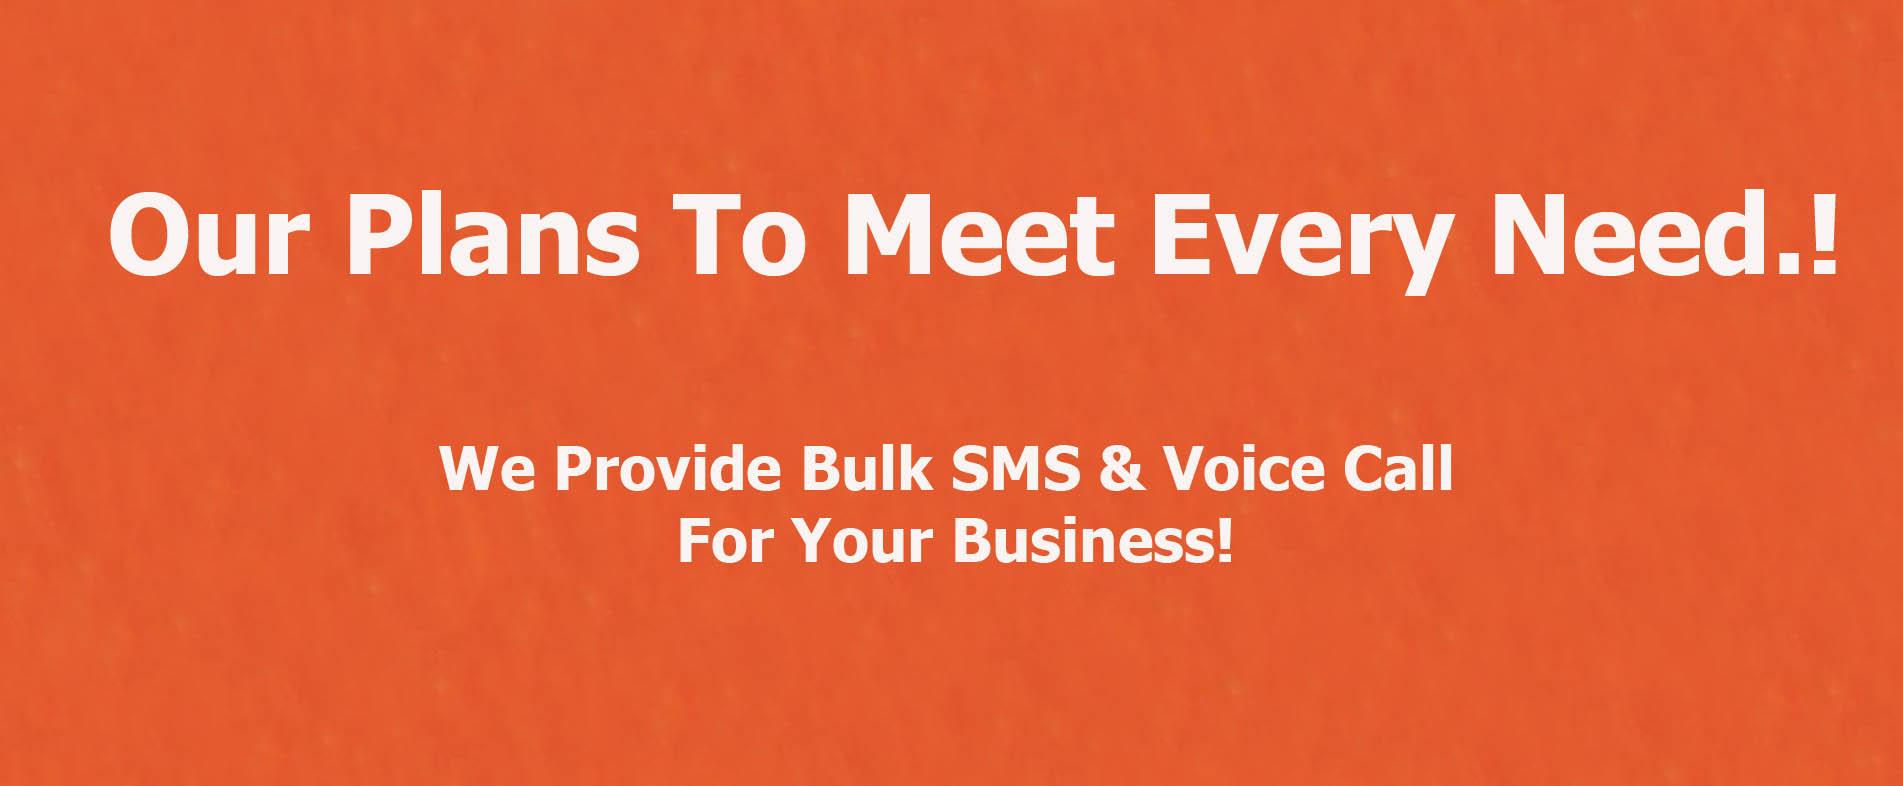 Our Plans To Meet Every Need.!
We Provide Bulk SMS & Voice Call
For Your Business!